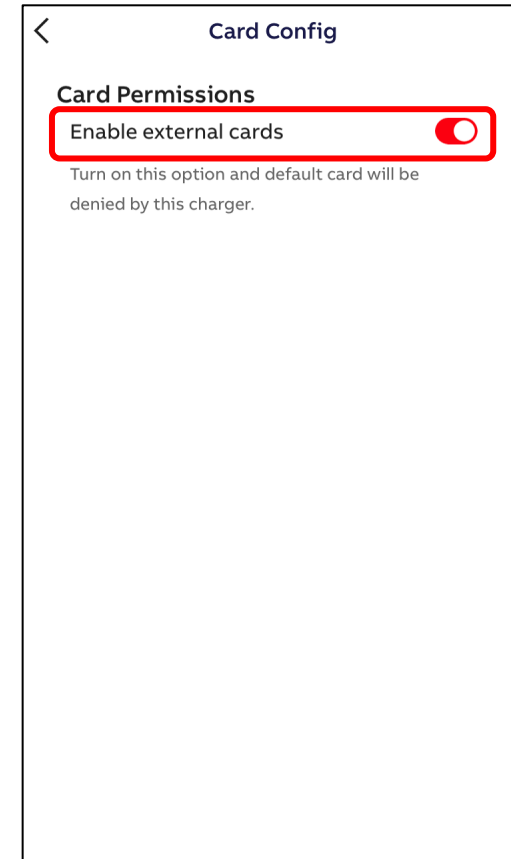 Card Config
Card Permissions
Enable external cards
Turn on this option and default card will be
denied by this charger.